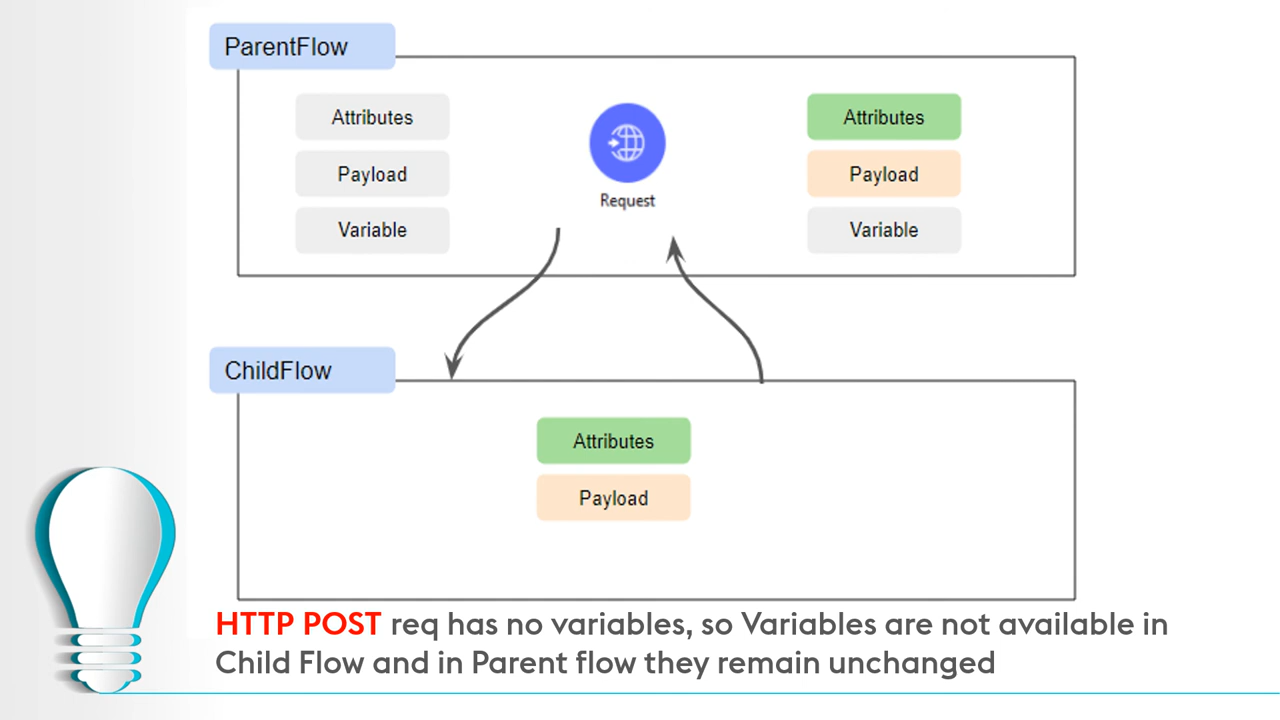 ParentFlow
Attributes
Payload
Variable
Request
Attributes
Payload
Variable
ChildFlow
Attributes
Payload
HTTP POST req has no variables, so Variables are not available in
Child Flow and in Parent flow they remain unchanged